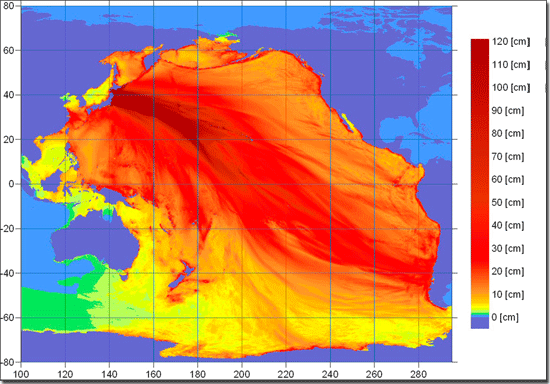 80
60
40
20
0
-20
-40
-60
-80
100 120 140 160 180 200 220 240 260 280
120 [cm]
110 [cm]
100 [cm]
90 [cm]
80 [cm]
70 [cm]
60 [cm]
50 [cm]
40 [cm]
30 [cm]
20 [cm]
10 [cm]
0 [cm]